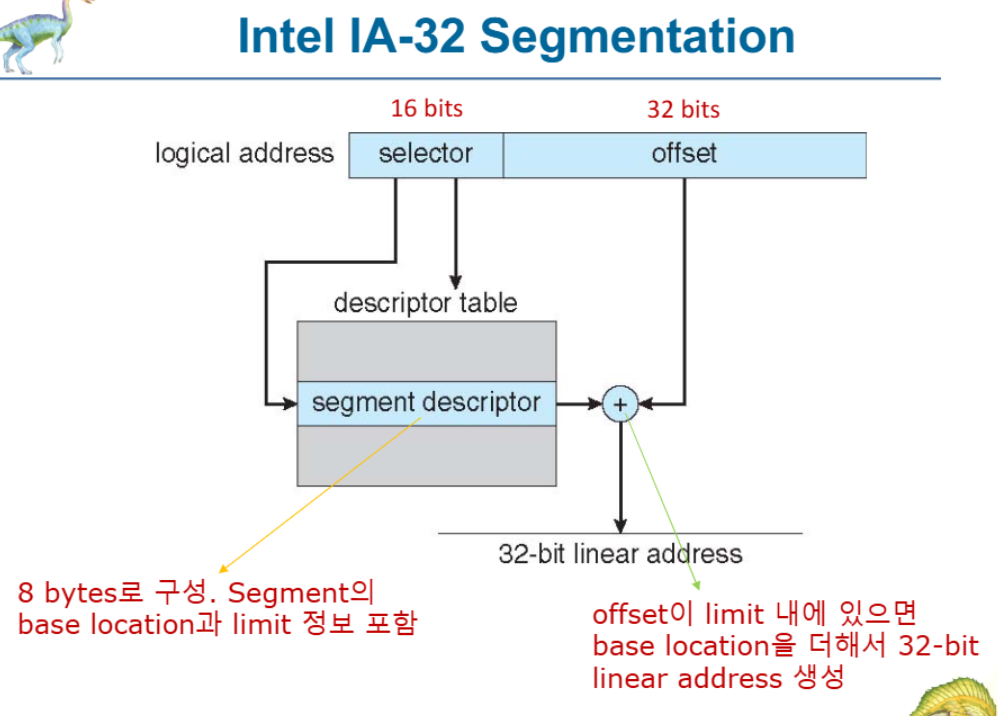 Intel IA-32 Segmentation
16 bits
32 bits
logical address
selector
offset
descriptor table
segment descriptor
+
32-bit linear address
8 bytes로 구성. Segment의
base location과 limit 정보 포함
offset이 limit 내에 있으면
base location을 더해서 32-bit
linear address 생성